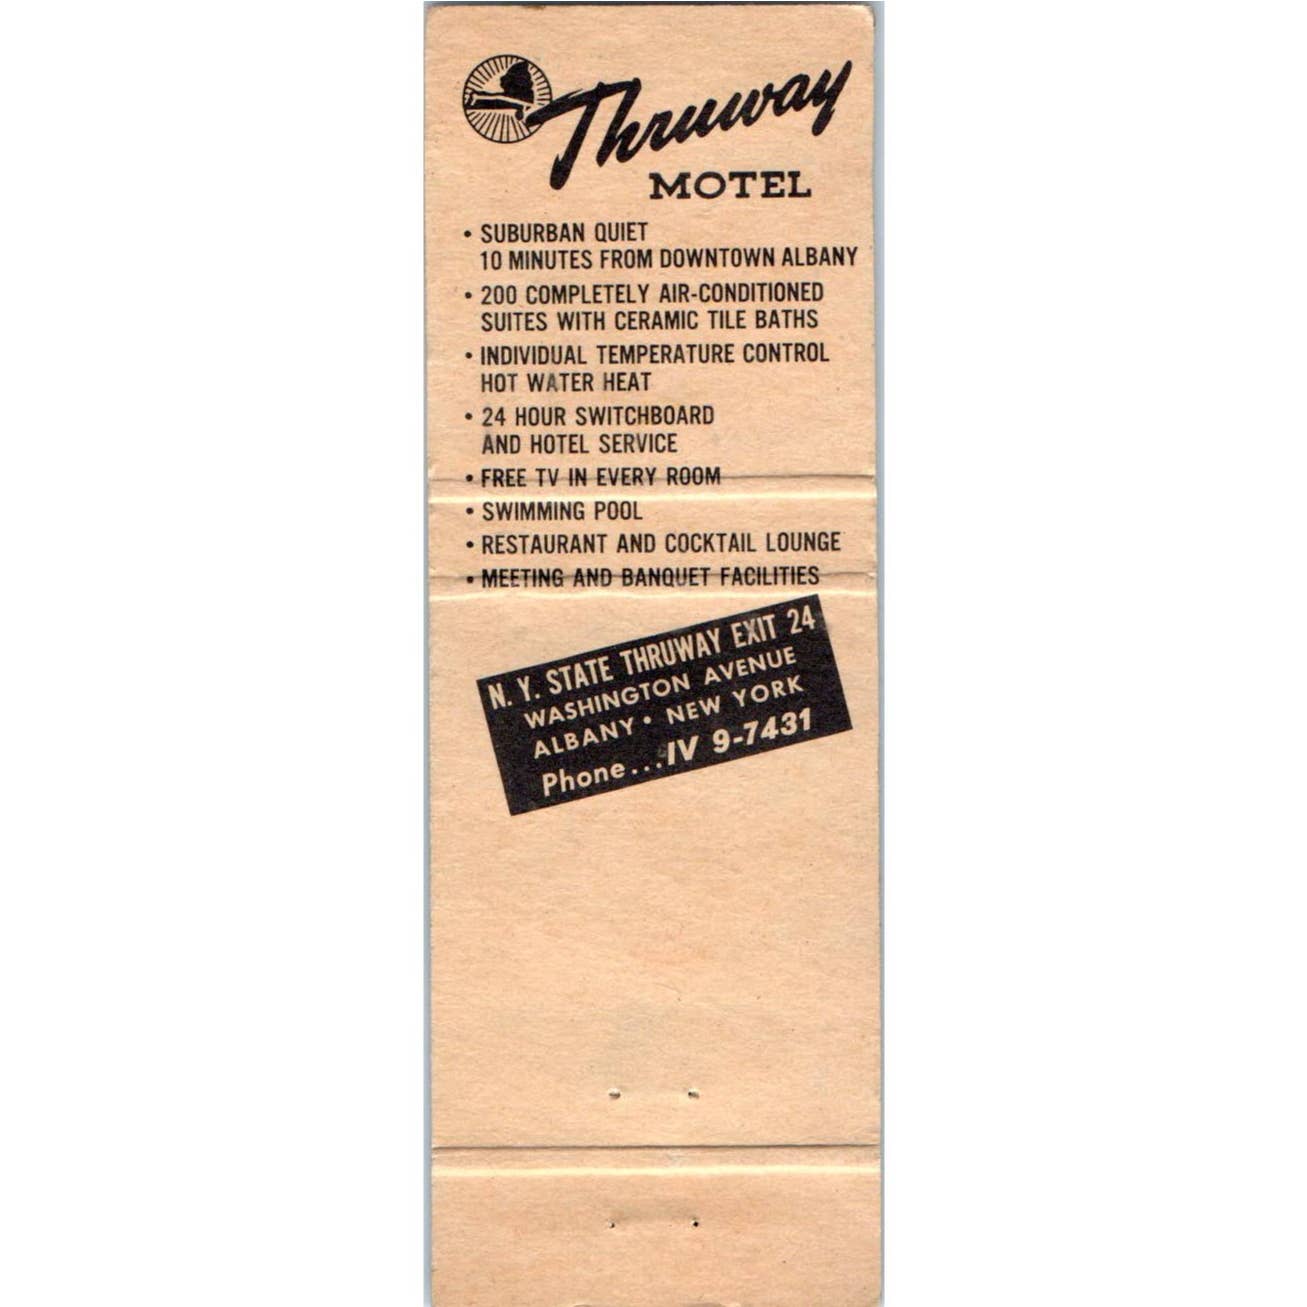 Thruway
MOTEL
• SUBURBAN QUIET
10 MINUTES FROM DOWNTOWN ALBANY
• 200 COMPLETELY AIR-CONDITIONED
SUITES WITH CERAMIC TILE BATHS
• INDIVIDUAL TEMPERATURE CONTROL
HOT WATER HEAT
• 24 HOUR SWITCHBOARD
AND HOTEL SERVICE
• FREE TV IN EVERY ROOM
• SWIMMING POOL
• RESTAURANT AND COCKTAIL LOUNGE
• MEETING AND BANQUET FACILITIES
N. Y. STATE THRUWAY EXIT 24
WASHINGTON AVENUE
ALBANY • NEW YORK
Phone...IV 9-7431